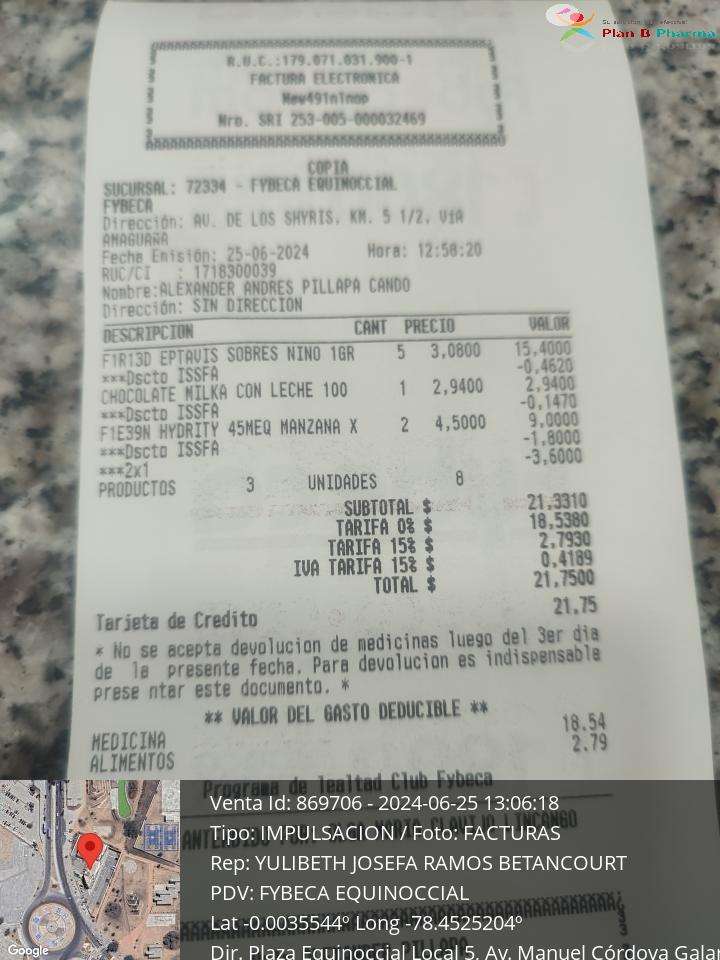 Plan B Pharma
R.U.C.:179.071.031.900-1
FACTURA ELECTRONICA
Nro. SRI 253-005-000032469
COPIA
SUCURSAL: 72334 - FYBECA EQUINOCCIAL
FYBECA
Dirección: AV. DE LOS SHYRIS, KM. 5 1/2, VIA
AMAGUAÑA
Fecha Emisión: 25-06-2024 Hora: 12:58:20
RUC/CI : 1718300039
Nombre:ALEXANDER ANDRES PILLAPA CANDO
Dirección: SIN DIRECCION
DESCRIPCION CANT PRECIO VALOR
F1R13D EPTAVIS SOBRES NINO 1GR 5 3,0800 15,4000
***Dscto ISSFA -0,4620
CHOCOLATE MILKA CON LECHE 100 1 2,9400 2,9400
***Dscto ISSFA -0,1470
F1E39N HYDRITY 45MEQ MANZANA X 2 4,5000 9,0000
***Dscto ISSFA -1,8000
***2x1 -3,6000
PRODUCTOS 3 UNIDADES 8
SUBTOTAL $ 21,3310
TARIFA 0% $ 18,5380
TARIFA 15% $ 2,7930
IVA TARIFA 15% $ 0,4189
TOTAL $ 21,7500
Tarjeta de Credito 21,75
* No se acepta devolucion de medicinas luego del 3er dia
de la presente fecha. Para devolucion es indispensable
prese ntar este documento. *
** VALOR DEL GASTO DEDUCIBLE **
MEDICINA 18.54
ALIMENTOS 2.79
Programa de lealtad Club Fybeca
Venta Id: 869706 - 2024-06-25 13:06:18
Tipo: IMPULSACION / Foto: FACTURAS
Rep: YULIBETH JOSEFA RAMOS BETANCOURT
PDV: FYBECA EQUINOCCIAL
Lat -0.0035544º Long -78.4525204º
Dir. Plaza Equinoccial Local 5, Av. Manuel Córdova Galar
Google